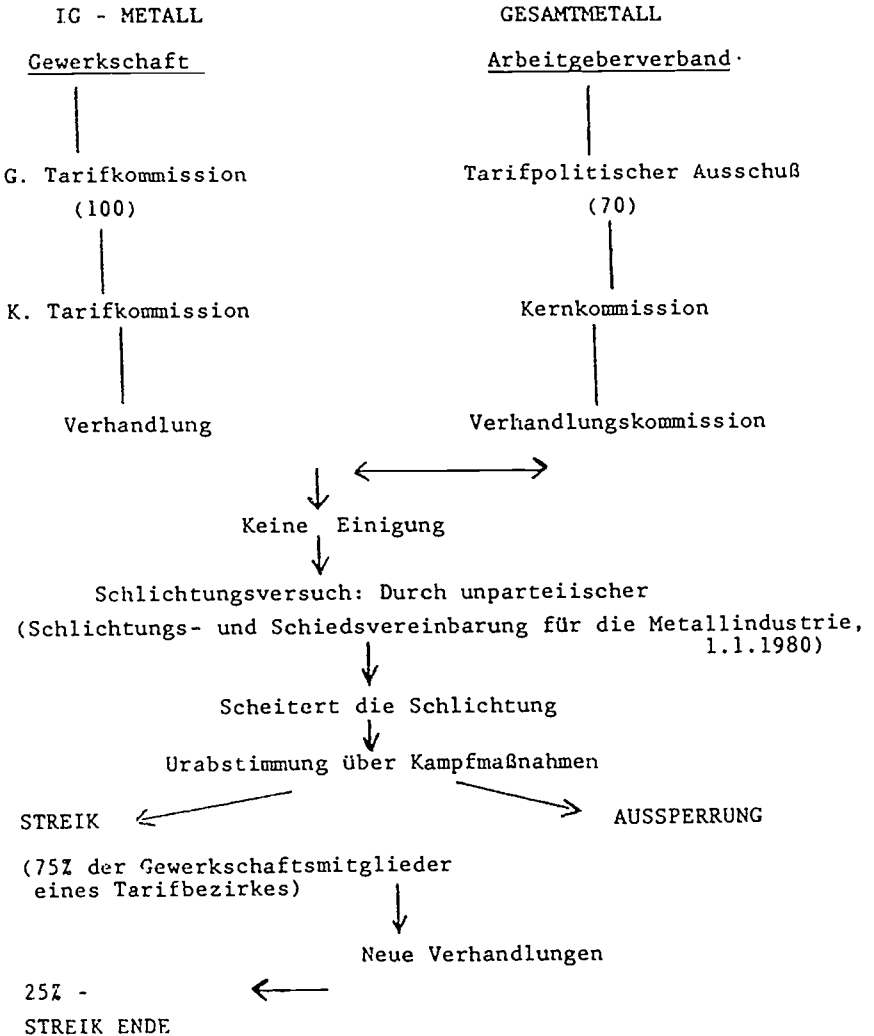 IG - METALL
GESAMTMETALL
Gewerkschaft
Arbeitgeberverband
G. Tarifkommission
(100)
Tarifpolitischer Ausschuß
(70)
K. Tarifkommission
Kernkommission
Verhandlung
Verhandlungskommission
Keine Einigung
Schlichtungsversuch: Durch unparteiischer
(Schlichtungs- und Schiedsvereinbarung für die Metallindustrie,
1.1.1980)
Scheitert die Schlichtung
Urabstimmung über Kampfmaßnahmen
STREIK
AUSSPERRUNG
(75% der Gewerkschaftsmitglieder
eines Tarifbezirkes)
Neue Verhandlungen
25% -
STREIK ENDE